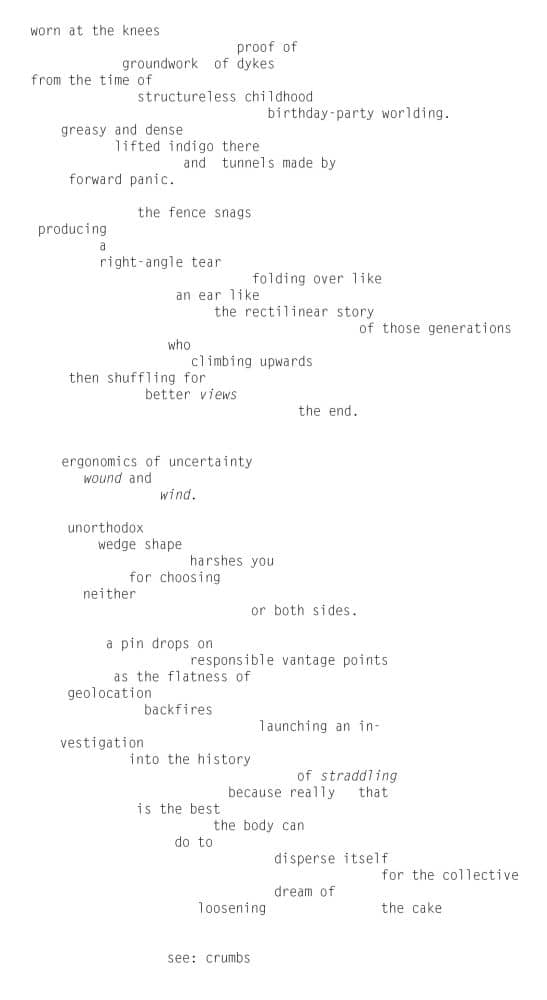 worn at the knees
proof of
groundwork of dykes
from the time of
structureless childhood
birthday-party worlding.
greasy and dense
lifted indigo there
and tunnels made by
forward panic.
the fence snags
producing
a
right-angle tear
folding over like
an ear like
the rectilinear story
of those generations
who
climbing upwards
then shuffling for
better views
the end.
ergonomics of uncertainty
wound and
wind.
unorthodox
wedge shape
harshes you
for choosing
neither
or both sides.
a pin drops on
responsible vantage points
as the flatness of
geolocation
backfires
launching an in-
vestigation
into the history
of straddling
because really that
is the best
the body can
do to
disperse itself
for the collective
dream of
loosening the cake
see: crumbs